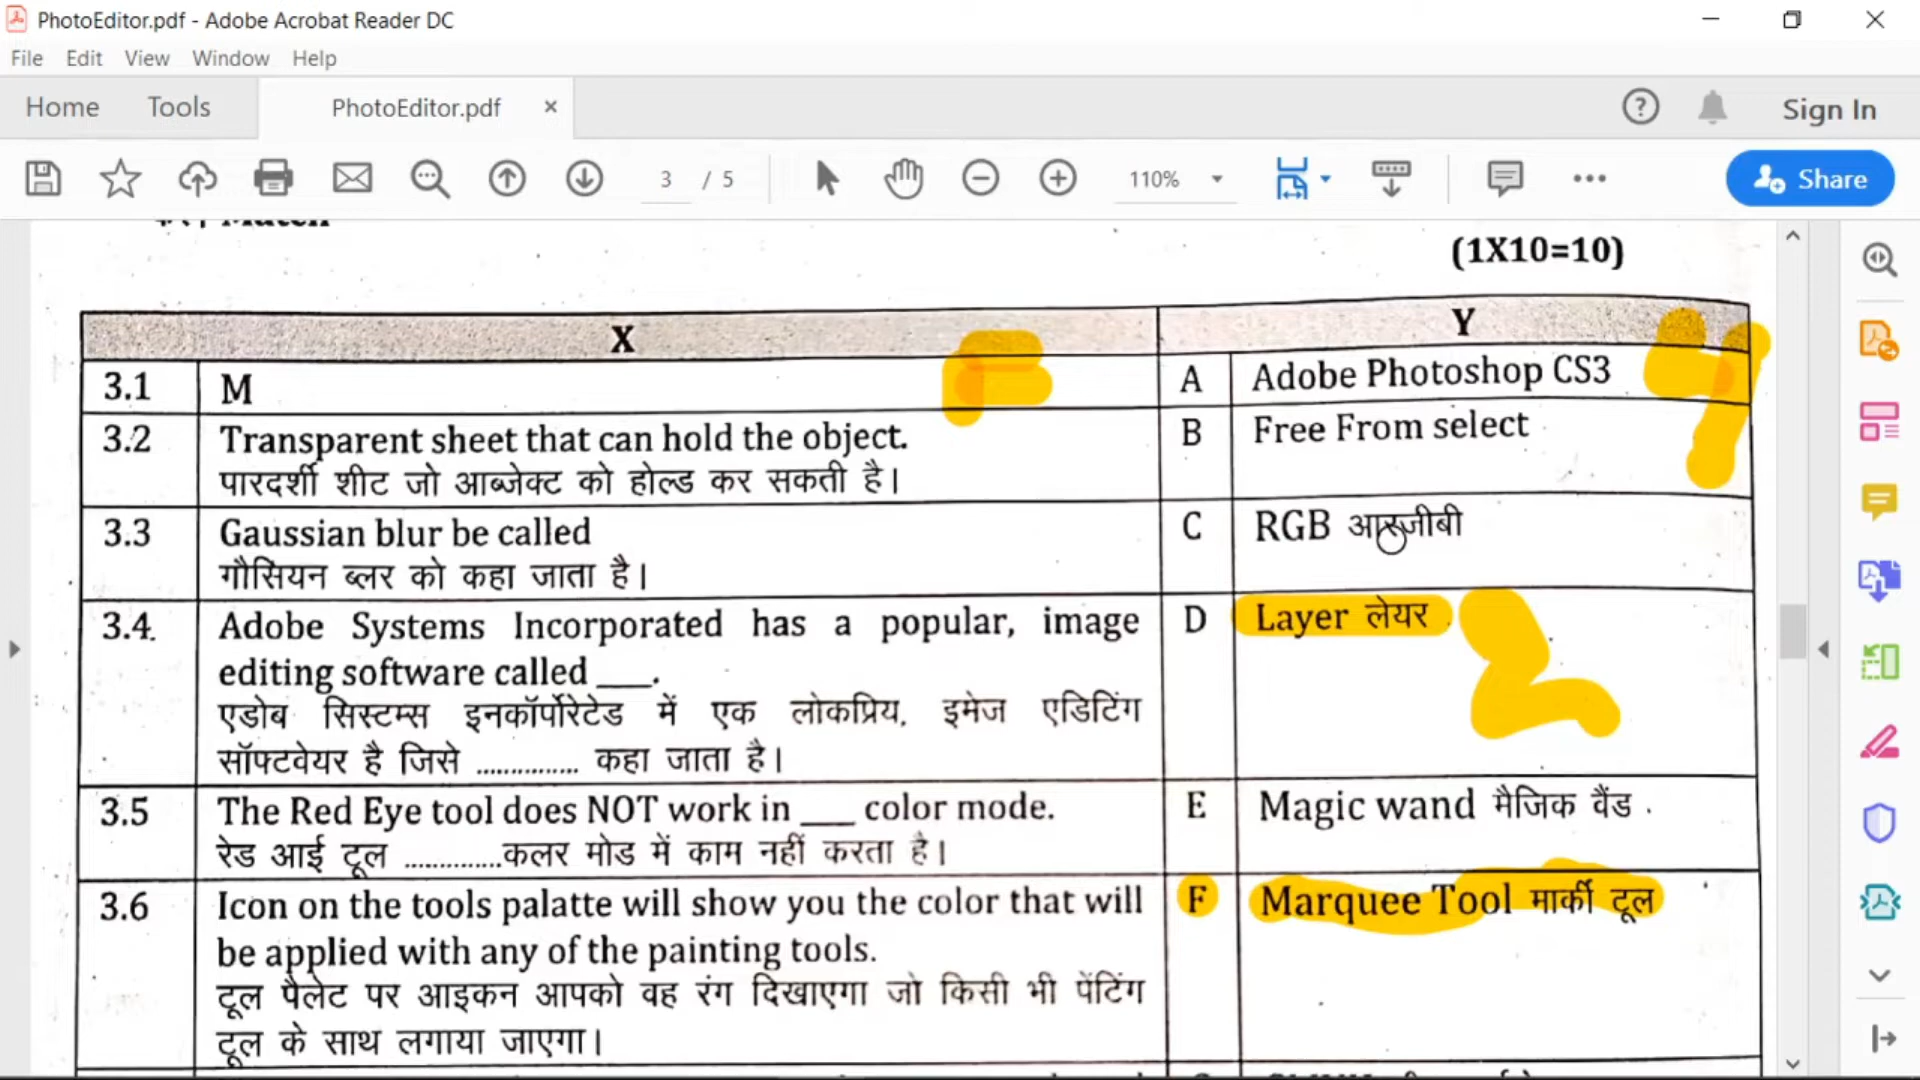 PhotoEditor.pdf - Adobe Acrobat Reader DC
File Edit View Window Help
Home Tools PhotoEditor.pdf × Sign In
3 / 5 110% Share
Match
(1X10=10)
X Y
3.1 M A Adobe Photoshop CS3
3.2 Transparent sheet that can hold the object. B Free From select
पारदर्शी शीट जो आब्जेक्ट को होल्ड कर सकती है।
3.3 Gaussian blur be called C RGB आरजीबी
गौसियन ब्लर को कहा जाता है।
3.4. Adobe Systems Incorporated has a popular, image D Layer लेयर
editing software called ___.
एडोब सिस्टम्स इनकॉर्पोरेटेड में एक लोकप्रिय, इमेज एडिटिंग
सॉफ्टवेयर है जिसे ............... कहा जाता है।
3.5 The Red Eye tool does NOT work in ___ color mode. E Magic wand मैजिक वैंड .
रेड आई टूल ..............कलर मोड में काम नहीं करता है।
3.6 Icon on the tools palatte will show you the color that will F Marquee Tool मार्की टूल
be applied with any of the painting tools.
टूल पैलेट पर आइकन आपको वह रंग दिखाएगा जो किसी भी पेंटिंग
टूल के साथ लगाया जाएगा।